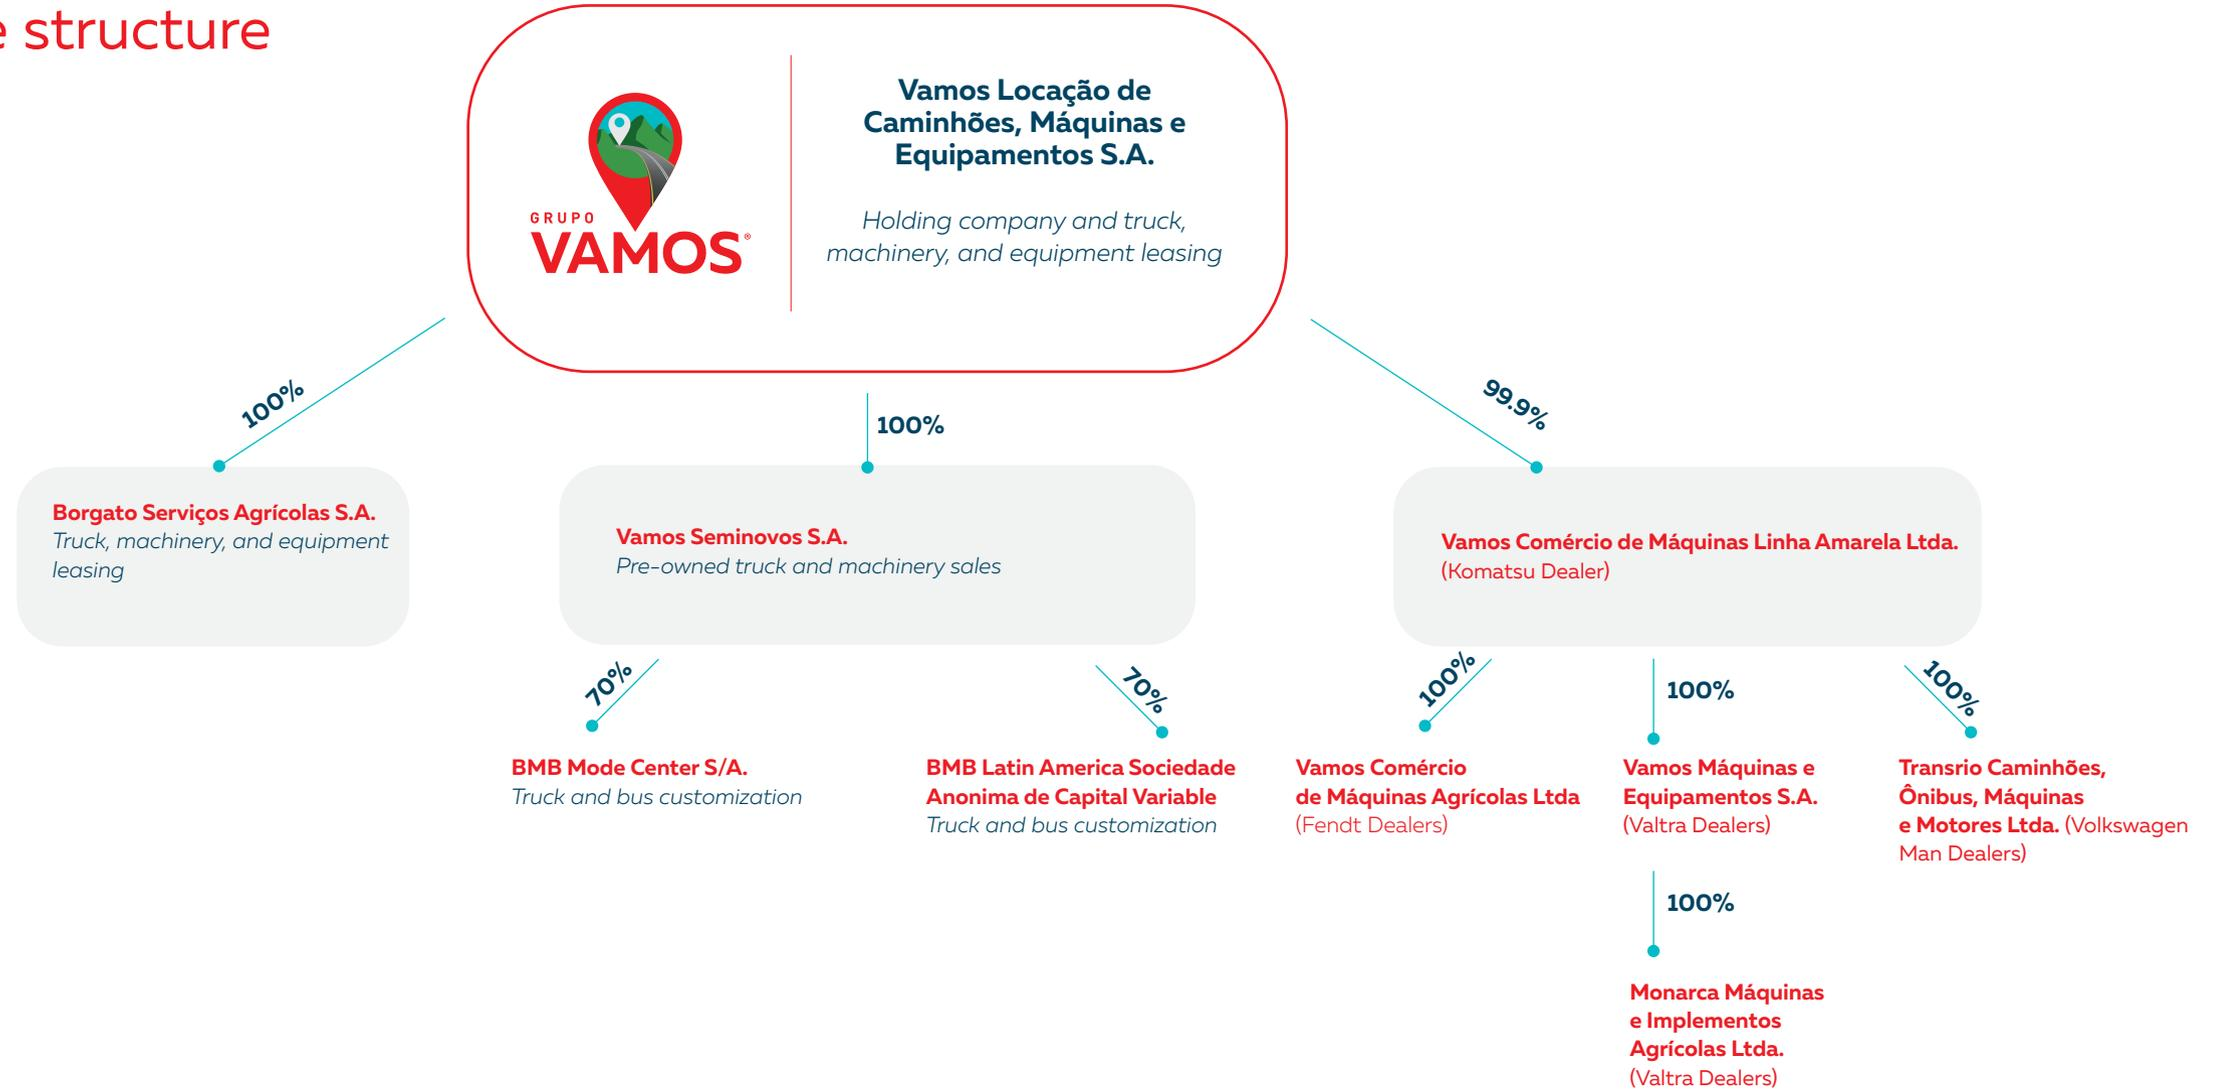 e structure
GRUPO
VAMOS®
Vamos Locação de
Caminhões, Máquinas e
Equipamentos S.A.
Holding company and truck,
machinery, and equipment leasing
100%
100%
99.9%
Borgato Serviços Agrícolas S.A.
Truck, machinery, and equipment
leasing
Vamos Seminovos S.A.
Pre-owned truck and machinery sales
Vamos Comércio de Máquinas Linha Amarela Ltda.
(Komatsu Dealer)
70%
70%
100%
100%
100%
BMB Mode Center S/A.
Truck and bus customization
BMB Latin America Sociedade
Anonima de Capital Variable
Truck and bus customization
Vamos Comércio
de Máquinas Agrícolas Ltda
(Fendt Dealers)
Vamos Máquinas e
Equipamentos S.A.
(Valtra Dealers)
Transrio Caminhões,
Ônibus, Máquinas
e Motores Ltda. (Volkswagen
Man Dealers)
100%
Monarca Máquinas
e Implementos
Agrícolas Ltda.
(Valtra Dealers)